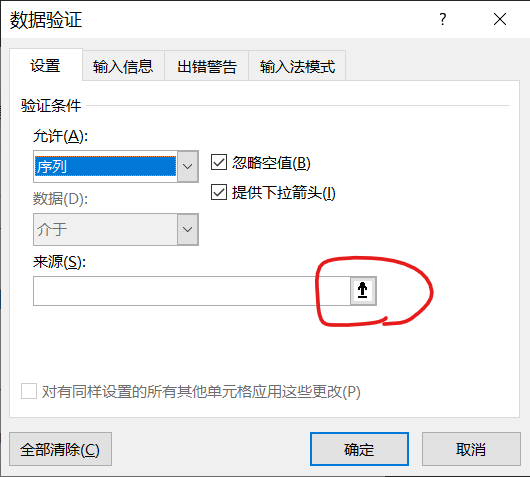 数据验证
?
设置 输入信息 出错警告 输入法模式
验证条件
允许(A):
序列
忽略空值(B)
数据(D):
提供下拉箭头(I)
介于
来源(S):
对有同样设置的所有其他单元格应用这些更改(P)
全部清除(C) 确定 取消